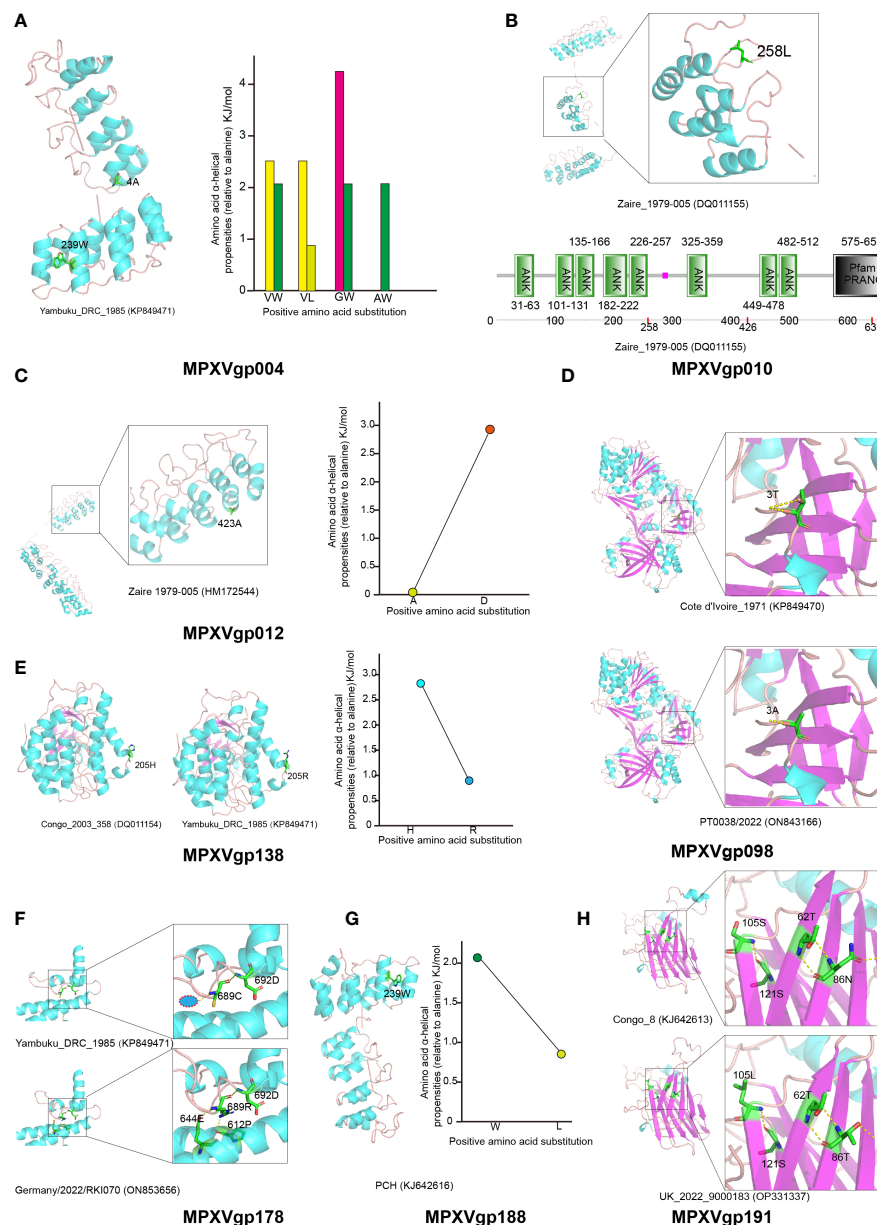 A
Amino acid α-helical
propensities (relative to alanine) KJ/mol
4
2
0
VW
VL
GW
AW
Positive amino acid substitution
4A
239W
Yambuku_DRC_1985 (KP849471)
MPXVgp004
B
258L
Zaire_1979-005 (DQ011155)
135-166
226-257
325-359
482-512
575-65
ANK
ANK
ANK
ANK
ANK
ANK
ANK
ANK
Pfam
PRANC
31-63
101-131
182-222
449-478
0
100
200
258
300
400
426
500
600
63
Zaire_1979-005 (DQ011155)
MPXVgp010
C
423A
Zaire 1979-005 (HM172544)
Amino acid α-helical
propensities (relative to alanine) KJ/mol
3.0
2.5
2.0
1.5
1.0
0.5
0
A
D
Positive amino acid substitution
MPXVgp012
D
3T
Cote d'Ivoire_1971 (KP849470)
3A
PT0038/2022 (ON843166)
MPXVgp098
E
205H
205R
Congo_2003_358 (DQ011154)
Yambuku_DRC_1985 (KP849471)
Amino acid α-helical
propensities (relative to alanine) KJ/mol
3.0
2.5
2.0
1.5
1.0
0.5
0
H
R
Positive amino acid substitution
MPXVgp138
F
692D
689C
Yambuku_DRC_1985 (KP849471)
692D
689R
644E
612P
Germany/2022/RKI070 (ON853656)
MPXVgp178
G
239W
PCH (KJ642616)
Amino acid α-helical
propensities (relative to alanine) KJ/mol
2.0
1.5
1.0
0.5
0
W
L
Positive amino acid substitution
MPXVgp188
H
105S
62T
86N
121S
Congo_8 (KJ642613)
105L
62T
86T
121S
UK_2022_9000183 (OP331337)
MPXVgp191